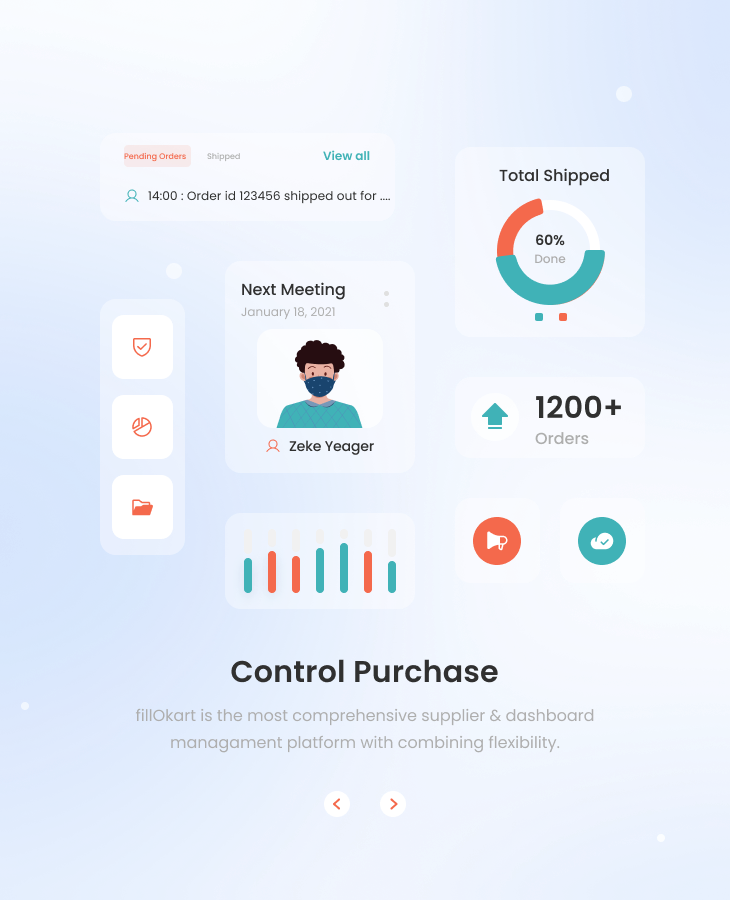 Pending Orders Shipped View all
14:00 : Order id 123456 shipped out for ....
Total Shipped
60%
Done
Next Meeting
January 18, 2021
Zeke Yeager
1200+
Orders
Control Purchase
fillOkart is the most comprehensive supplier & dashboard
managament platform with combining flexibility.